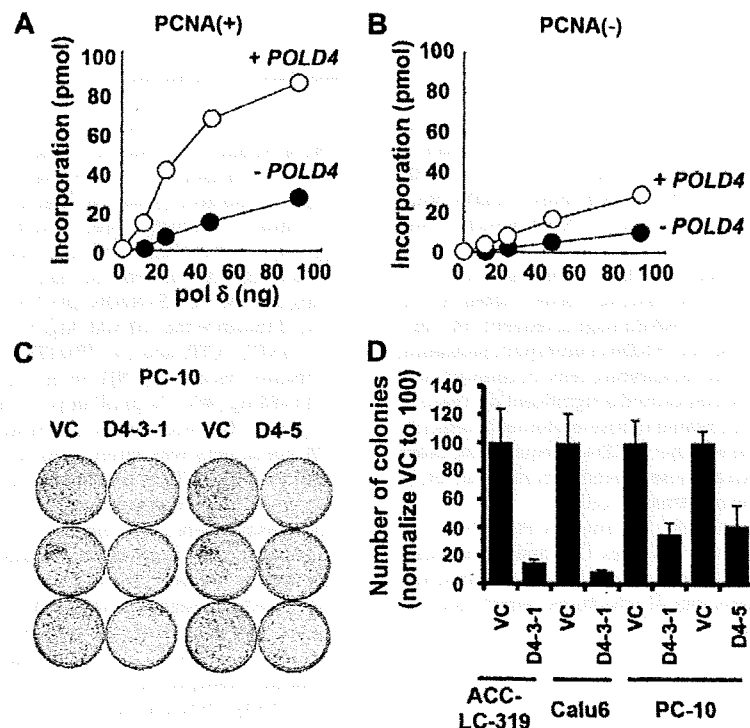 A
PCNA(+)
+ POLD4
- POLD4
Incorporation (pmol)
100
80
60
40
20
0
0 20 40 60 80 100
pol δ (ng)
B
PCNA(-)
+ POLD4
- POLD4
Incorporation (pmol)
100
80
60
40
20
0
0 20 40 60 80 100
C
PC-10
VC D4-3-1 VC D4-5
D
Number of colonies
(normalize VC to 100)
140
120
100
80
60
40
20
0
VC D4-3-1 VC D4-3-1 VC D4-3-1 VC D4-5
ACC-
LC-319
Calu6
PC-10